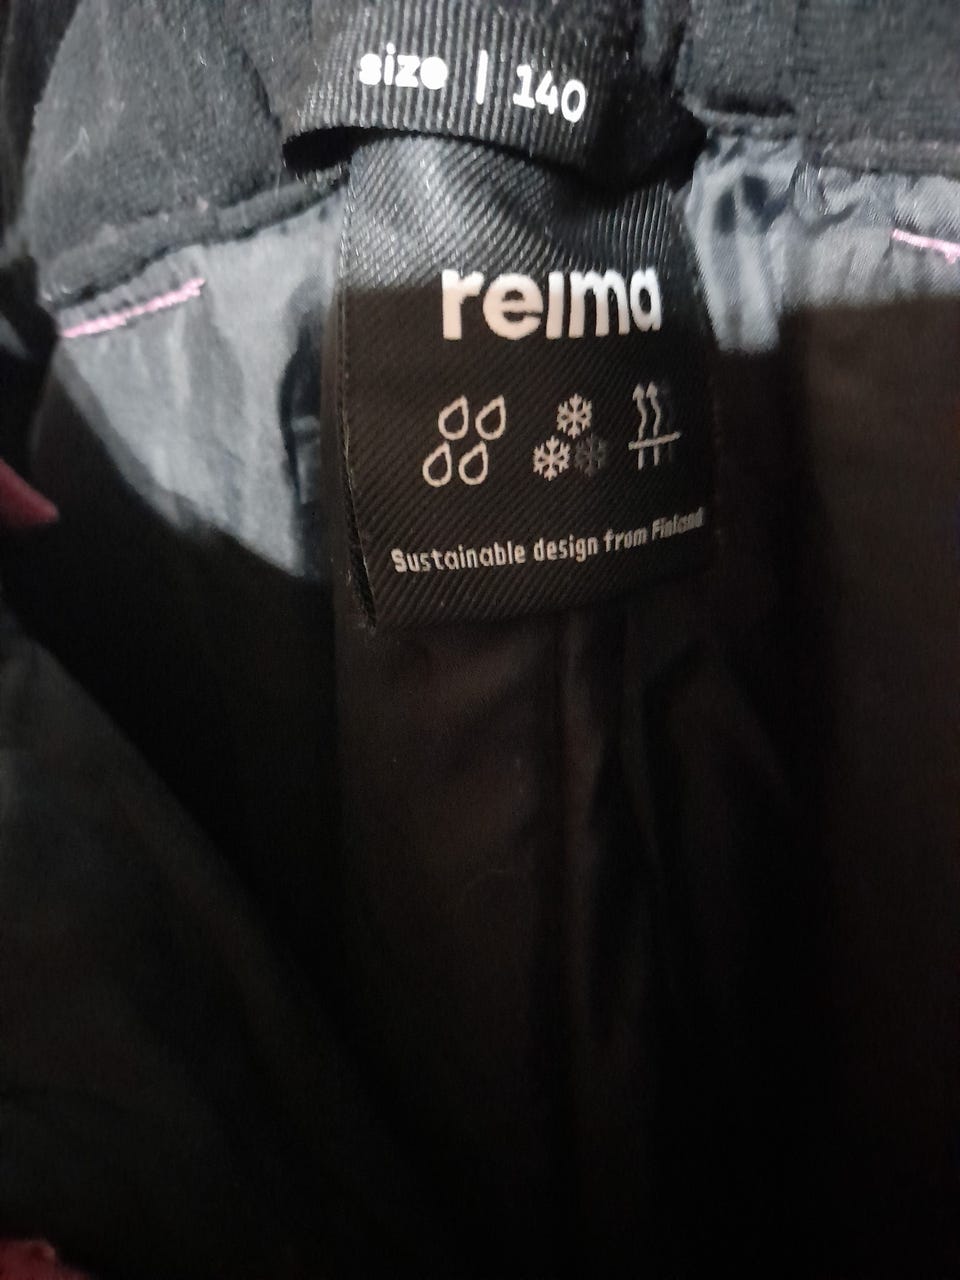 size | 140
reima
Sustainable design from Finland